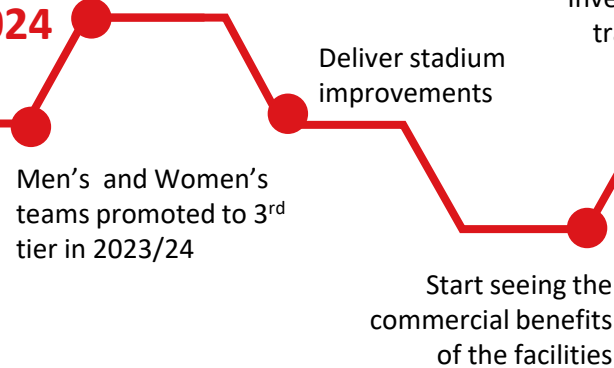 Deliver stadium
improvements
Men's and Women's
teams promoted to 3rd
tier in 2023/24
Start seeing the
commercial benefits
of the facilities